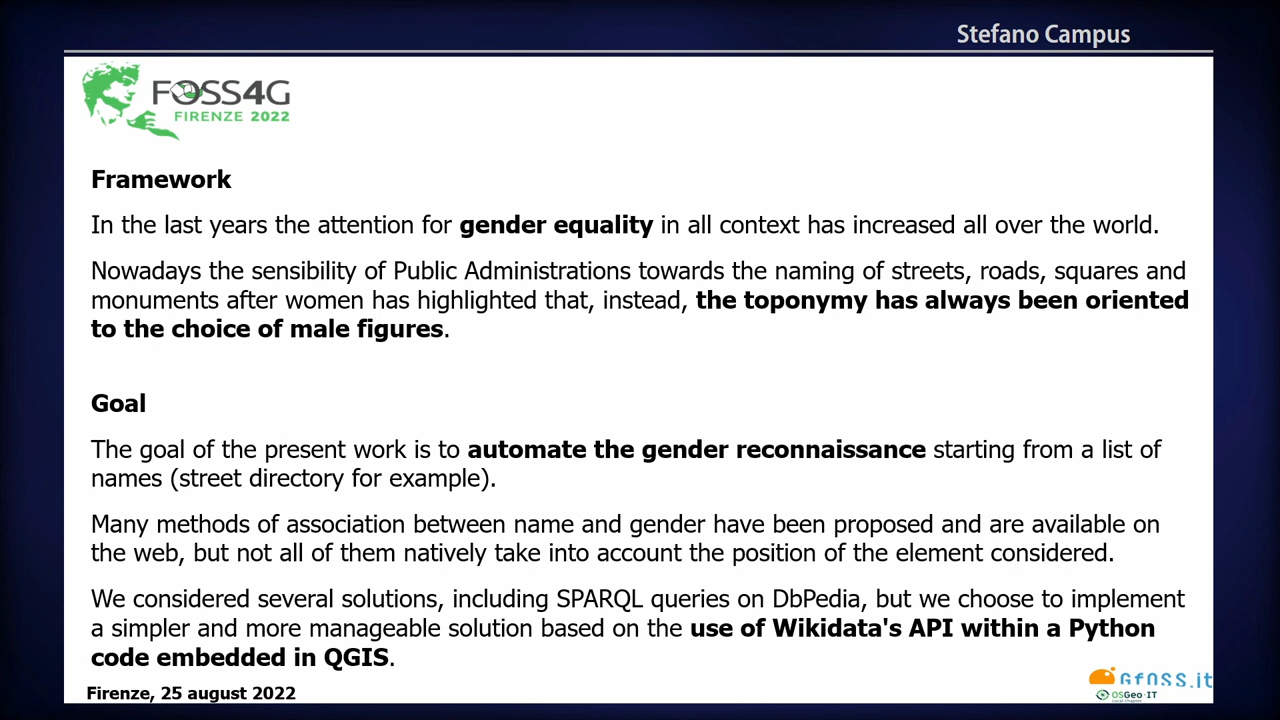 Stefano Campus
FOSS4G
FIRENZE 2022
Framework
In the last years the attention for gender equality in all context has increased all over the world.
Nowadays the sensibility of Public Administrations towards the naming of streets, roads, squares and
monuments after women has highlighted that, instead, the toponymy has always been oriented
to the choice of male figures.
Goal
The goal of the present work is to automate the gender reconnaissance starting from a list of
names (street directory for example).
Many methods of association between name and gender have been proposed and are available on
the web, but not all of them natively take into account the position of the element considered.
We considered several solutions, including SPARQL queries on DbPedia, but we choose to implement
a simpler and more manageable solution based on the use of Wikidata's API within a Python
code embedded in QGIS.
GFOSS.it
OSGeo·IT
Local Chapter
Firenze, 25 august 2022